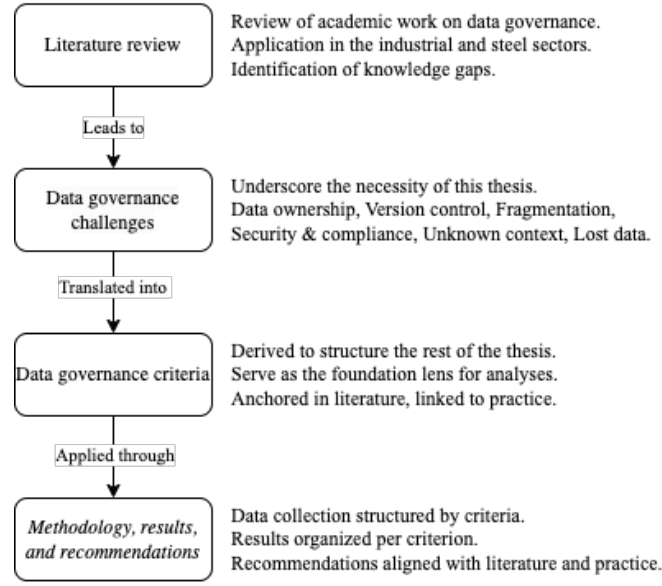 Literature review
Review of academic work on data governance.
Application in the industrial and steel sectors.
Identification of knowledge gaps.
Leads to
Data governance
challenges
Underscore the necessity of this thesis.
Data ownership, Version control, Fragmentation,
Security & compliance, Unknown context, Lost data.
Translated into
Data governance criteria
Derived to structure the rest of the thesis.
Serve as the foundation lens for analyses.
Anchored in literature, linked to practice.
Applied through
Methodology, results,
and recommendations
Data collection structured by criteria.
Results organized per criterion.
Recommendations aligned with literature and practice.